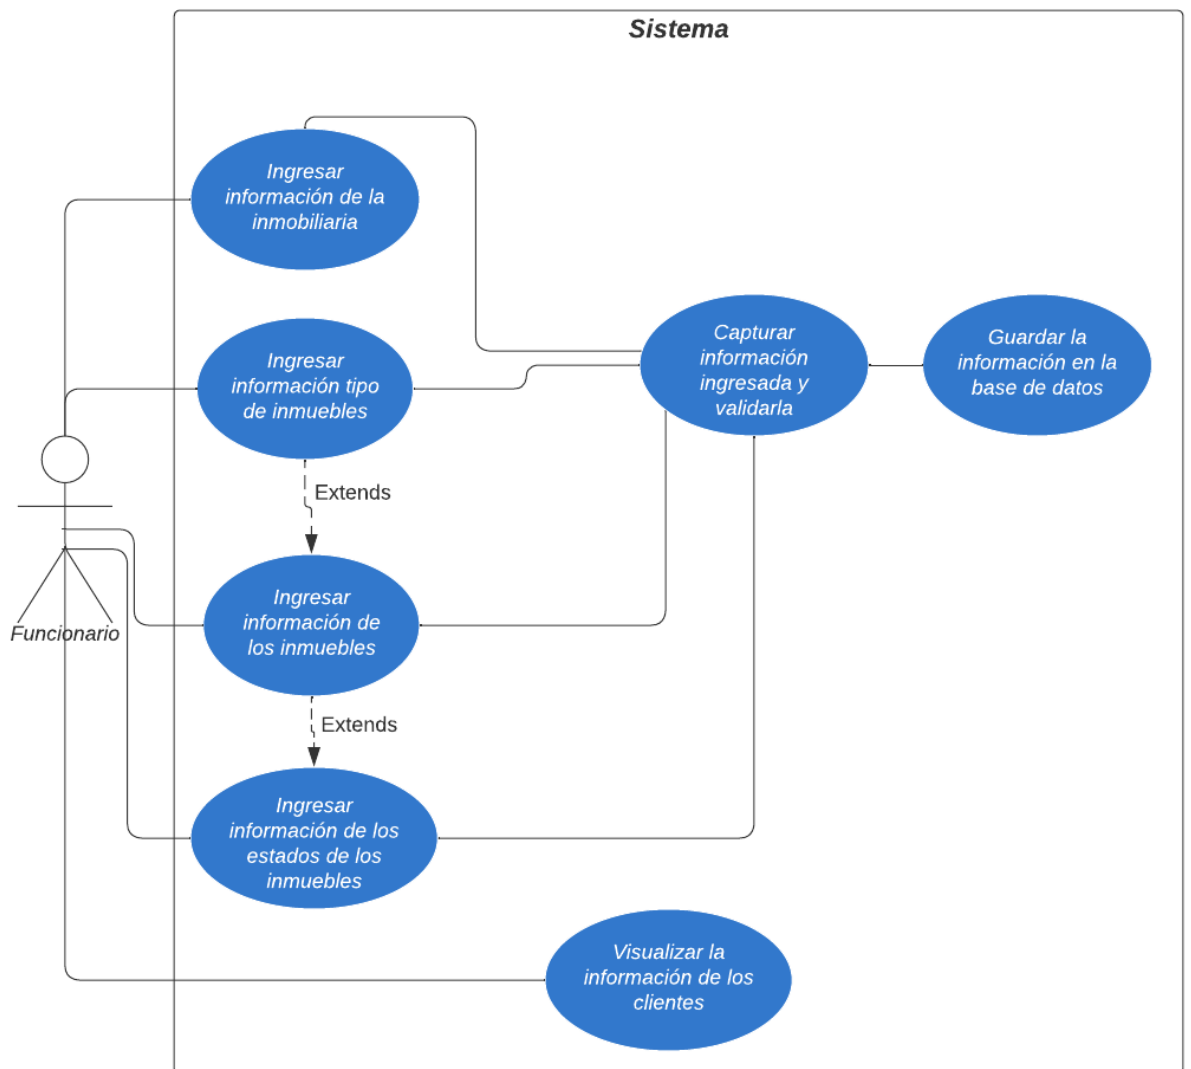 Sistema
Ingresar
información de la
inmobiliaria
Ingresar
información tipo
de inmuebles
Capturar
información
ingresada y
validarla
Guardar la
información en la
base de datos
Extends
Ingresar
información de
los inmuebles
Funcionario
Extends
Ingresar
información de los
estados de los
inmuebles
Visualizar la
información de los
clientes